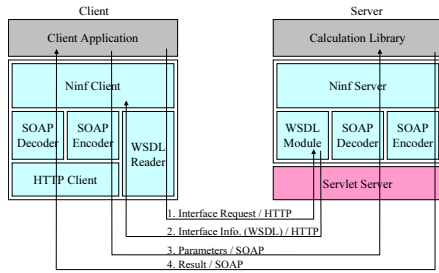 Client
Server
Client Application
Calculation Library
Ninf Client
Ninf Server
SOAP
Decoder
SOAP
Encoder
WSDL
Reader
HTTP Client
WSDL
Module
SOAP
Decoder
SOAP
Encoder
Servlet Server
1. Interface Request / HTTP
2. Interface Info. (WSDL) / HTTP
3. Parameters / SOAP
4. Result / SOAP